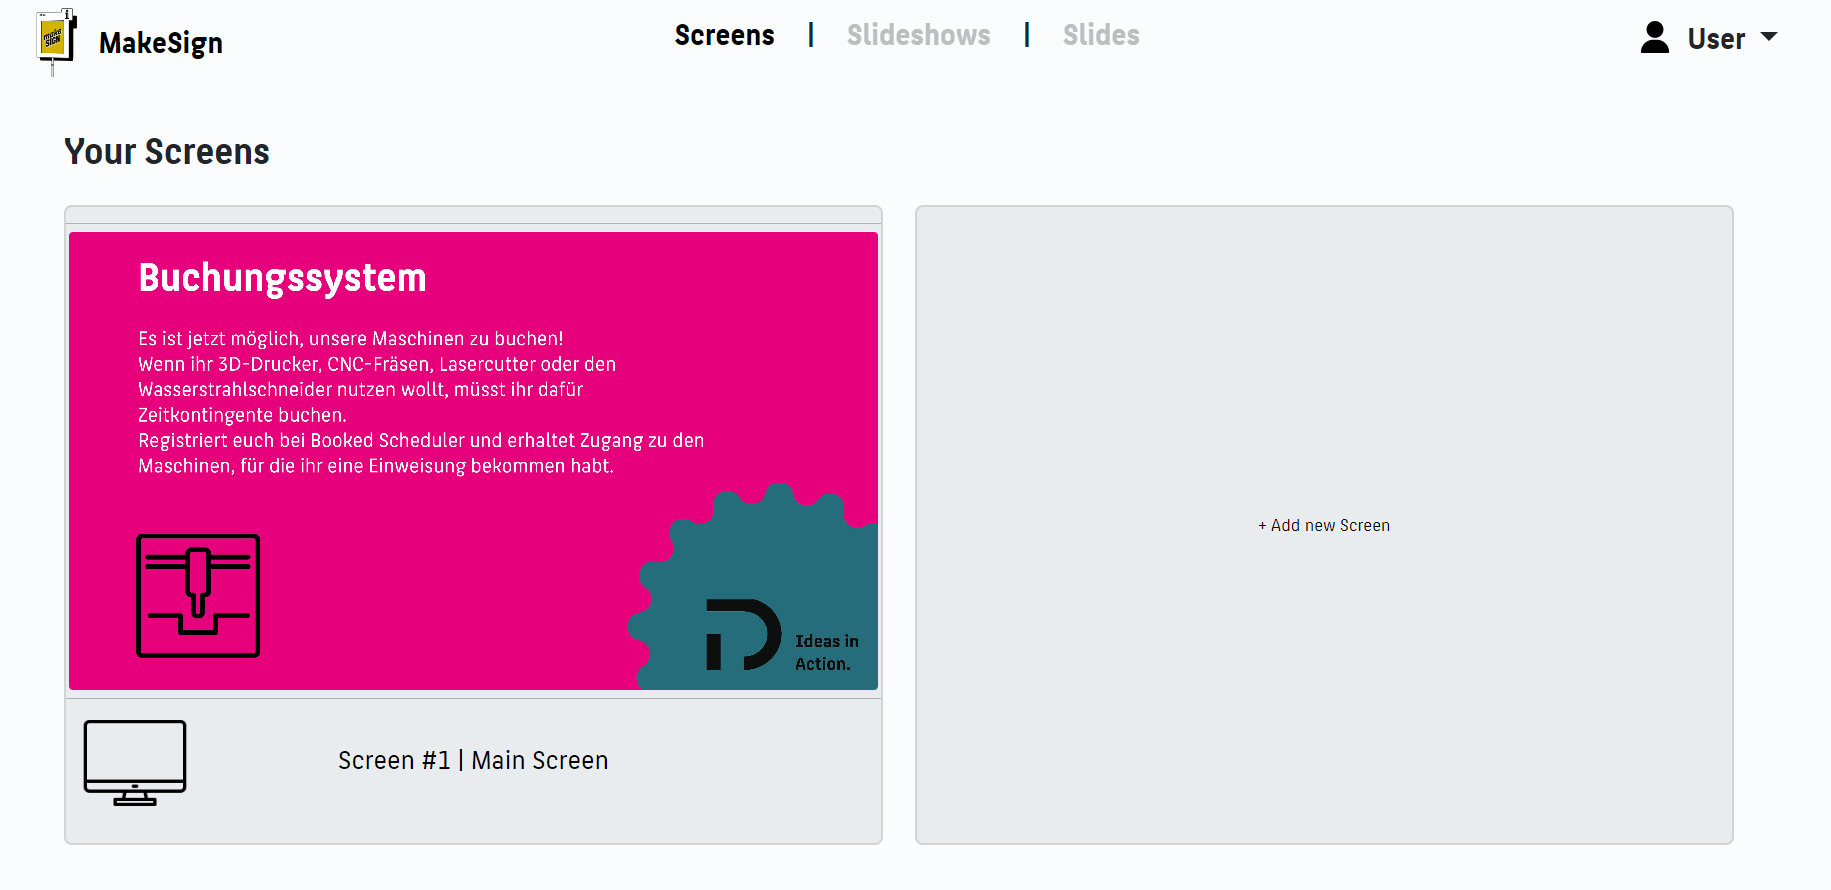 make
SIGN
i
MakeSign
Screens | Slideshows | Slides
User
Your Screens
Buchungssystem
Es ist jetzt möglich, unsere Maschinen zu buchen!
Wenn ihr 3D-Drucker, CNC-Fräsen, Lasercutter oder den
Wasserstrahlschneider nutzen wollt, müsst ihr dafür
Zeitkontingente buchen.
Registriert euch bei Booked Scheduler und erhaltet Zugang zu den
Maschinen, für die ihr eine Einweisung bekommen habt.
Ideas in
Action.
Screen #1 | Main Screen
+ Add new Screen